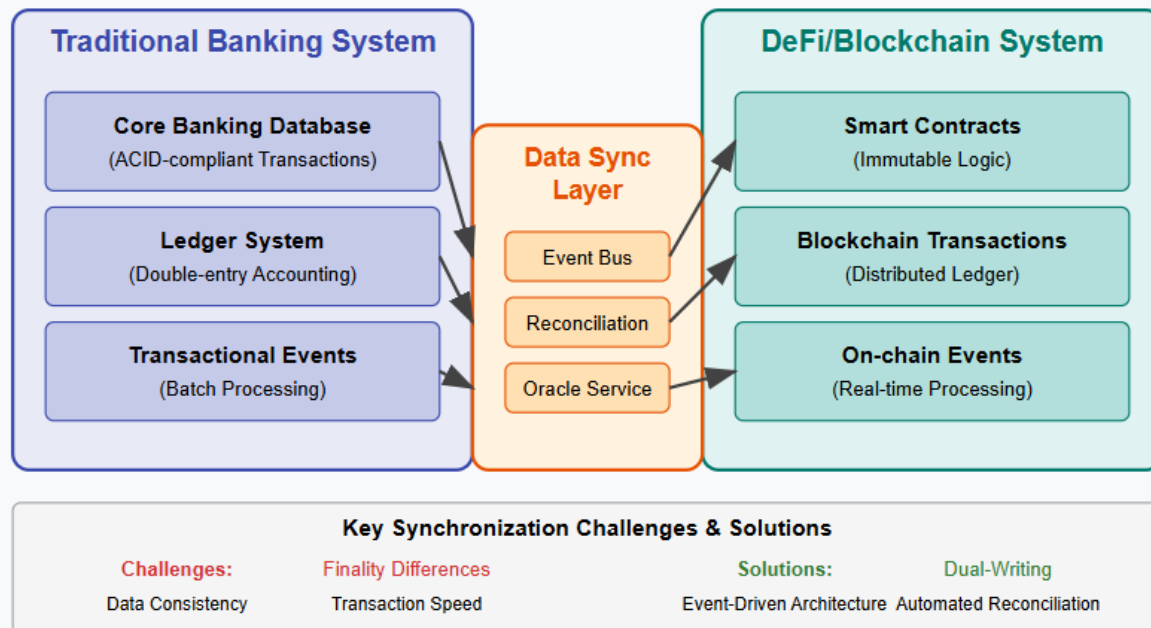 Traditional Banking System
Core Banking Database
(ACID-compliant Transactions)
Ledger System
(Double-entry Accounting)
Transactional Events
(Batch Processing)
Data Sync
Layer
Event Bus
Reconciliation
Oracle Service
DeFi/Blockchain System
Smart Contracts
(Immutable Logic)
Blockchain Transactions
(Distributed Ledger)
On-chain Events
(Real-time Processing)
Key Synchronization Challenges & Solutions
Challenges: Finality Differences Solutions: Dual-Writing
Data Consistency Transaction Speed Event-Driven Architecture Automated Reconciliation